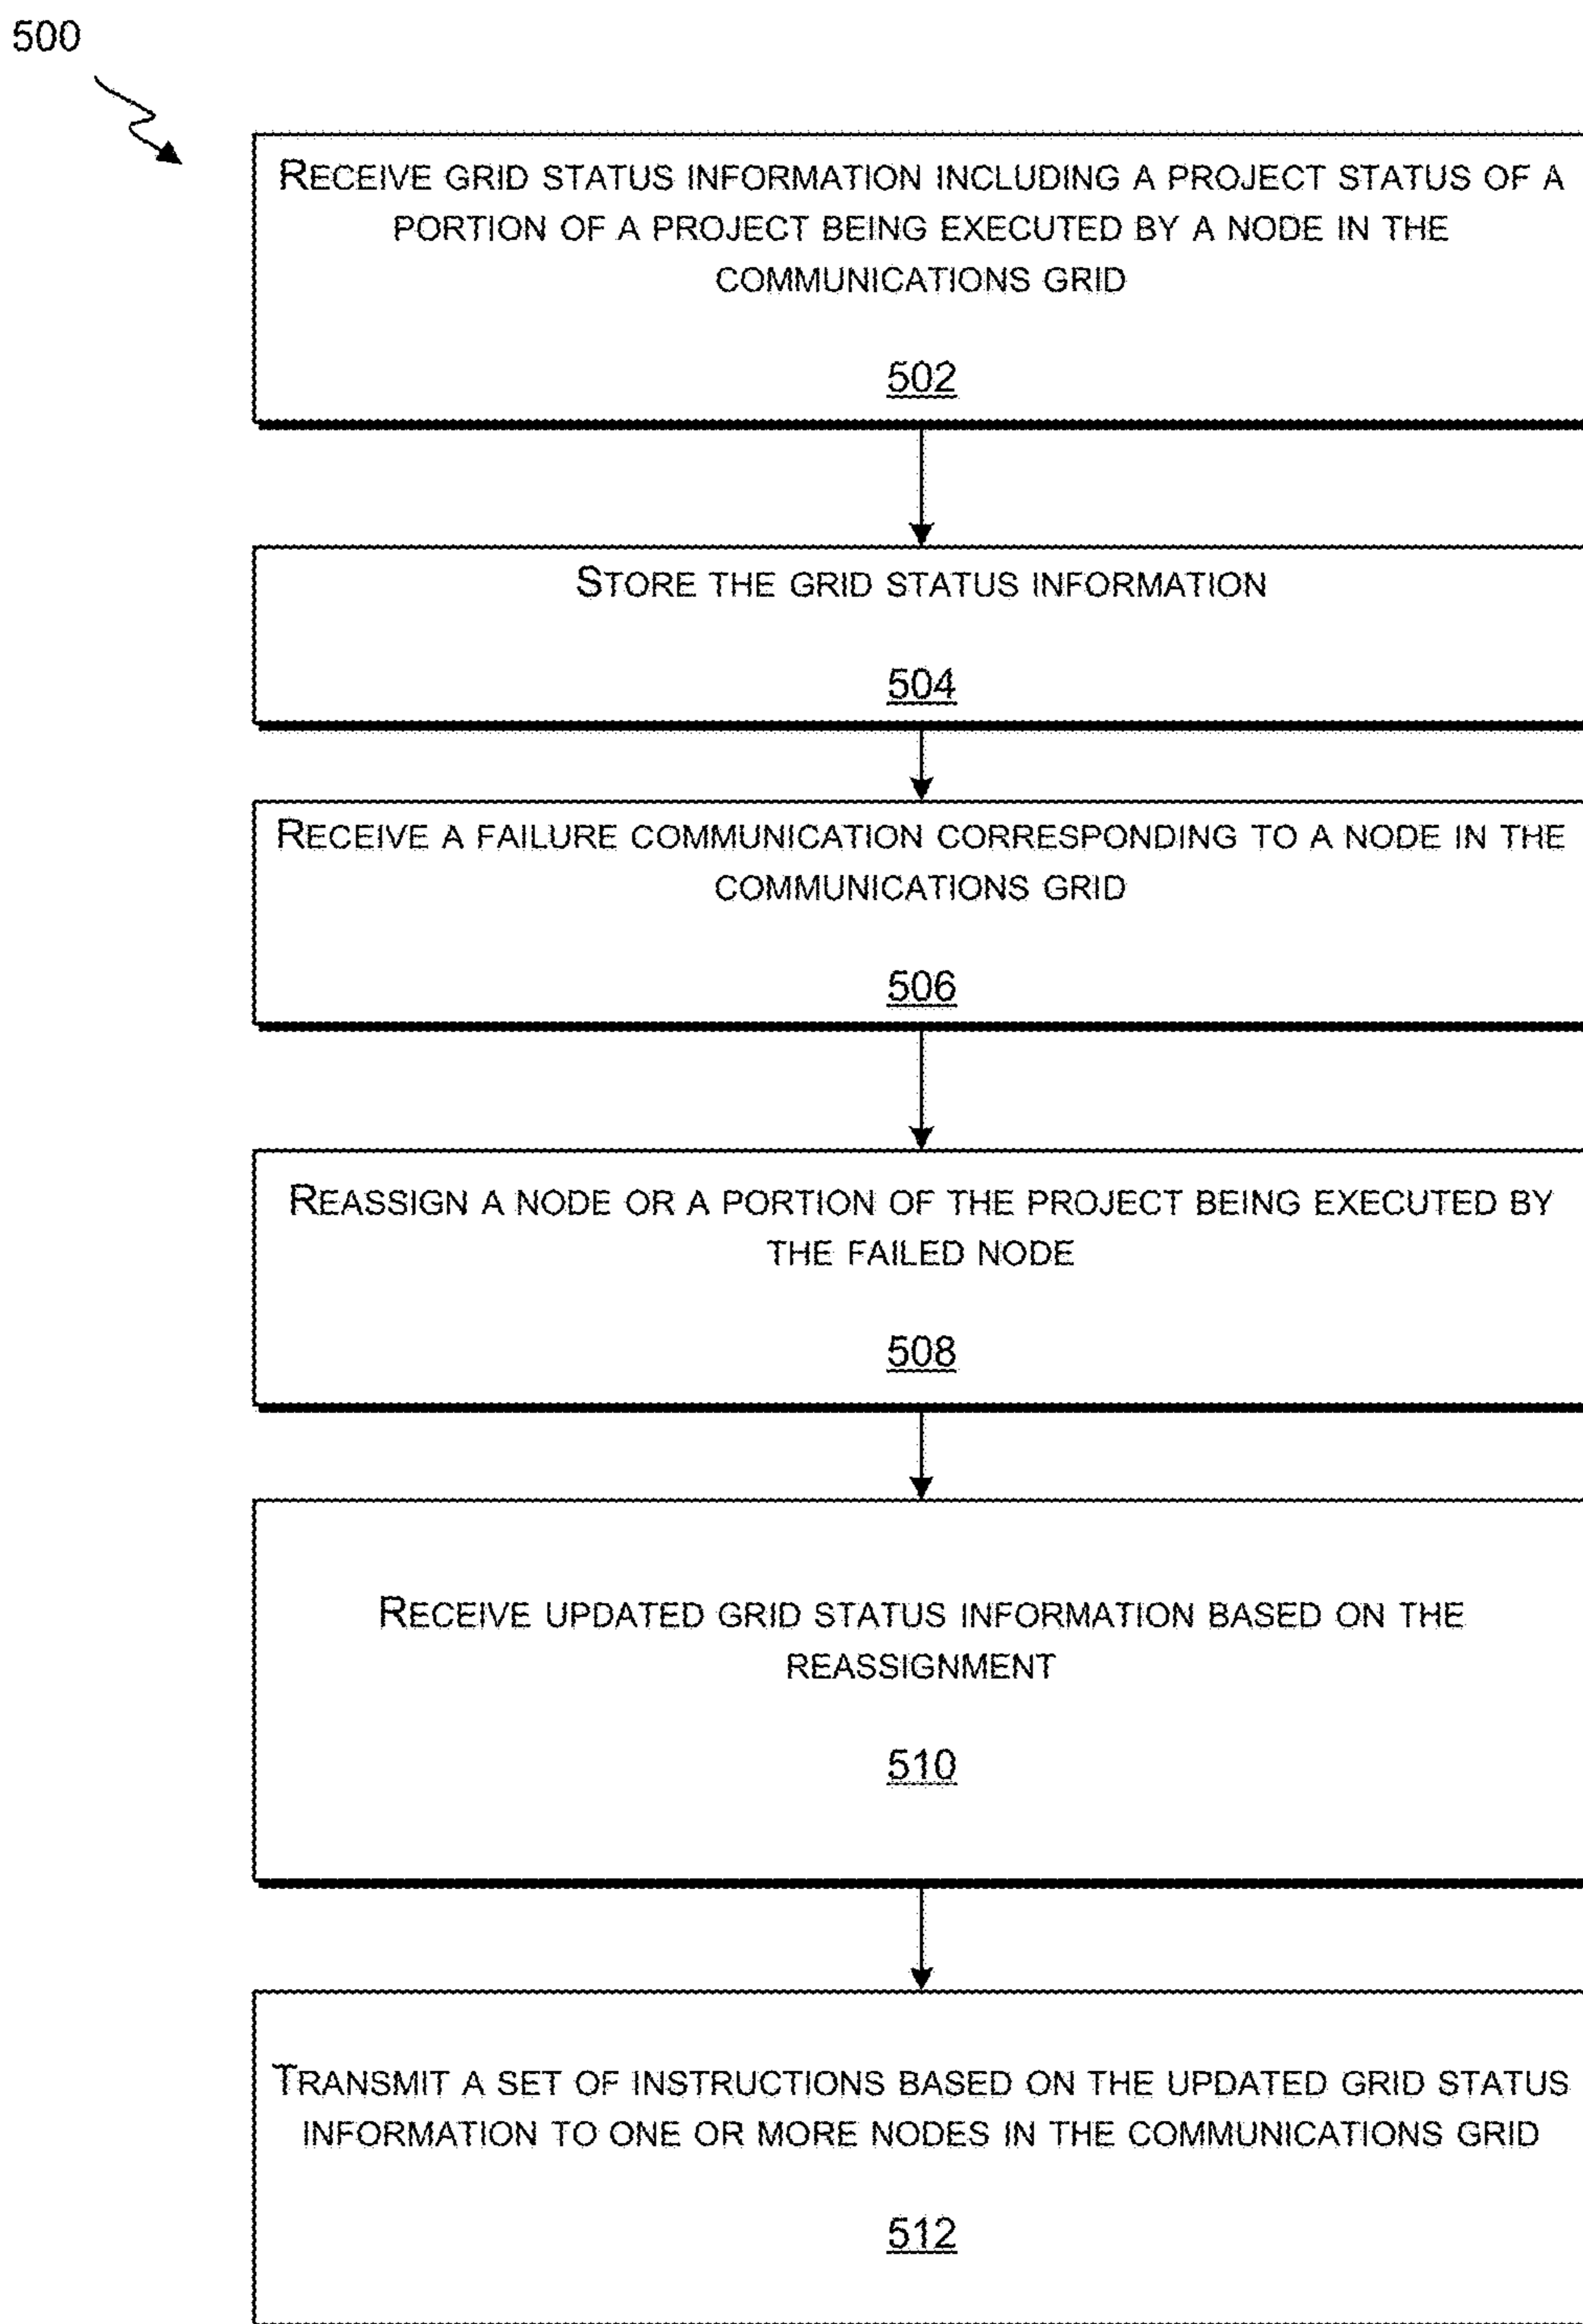 500
RECEIVE GRID STATUS INFORMATION INCLUDING A PROJECT STATUS OF A
PORTION OF A PROJECT BEING EXECUTED BY A NODE IN THE
COMMUNICATIONS GRID
502
STORE THE GRID STATUS INFORMATION
504
RECEIVE A FAILURE COMMUNICATION CORRESPONDING TO A NODE IN THE
COMMUNICATIONS GRID
506
REASSIGN A NODE OR A PORTION OF THE PROJECT BEING EXECUTED BY
THE FAILED NODE
508
RECEIVE UPDATED GRID STATUS INFORMATION BASED ON THE
REASSIGNMENT
510
TRANSMIT A SET OF INSTRUCTIONS BASED ON THE UPDATED GRID STATUS
INFORMATION TO ONE OR MORE NODES IN THE COMMUNICATIONS GRID
512